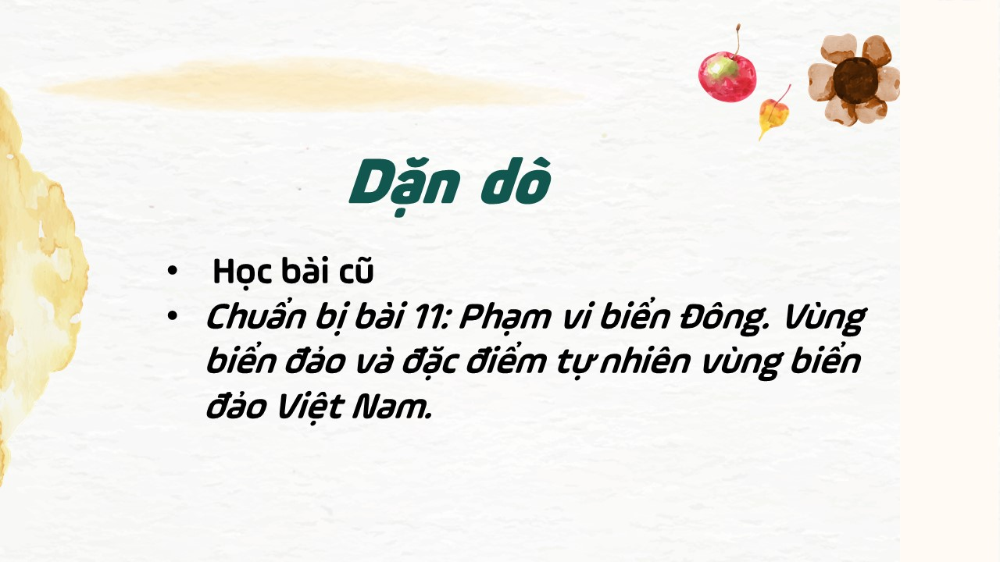 Dặn dò
• Học bài cũ
• Chuẩn bị bài 11: Phạm vi biển Đông. Vùng
biển đảo và đặc điểm tự nhiên vùng biển
đảo Việt Nam.